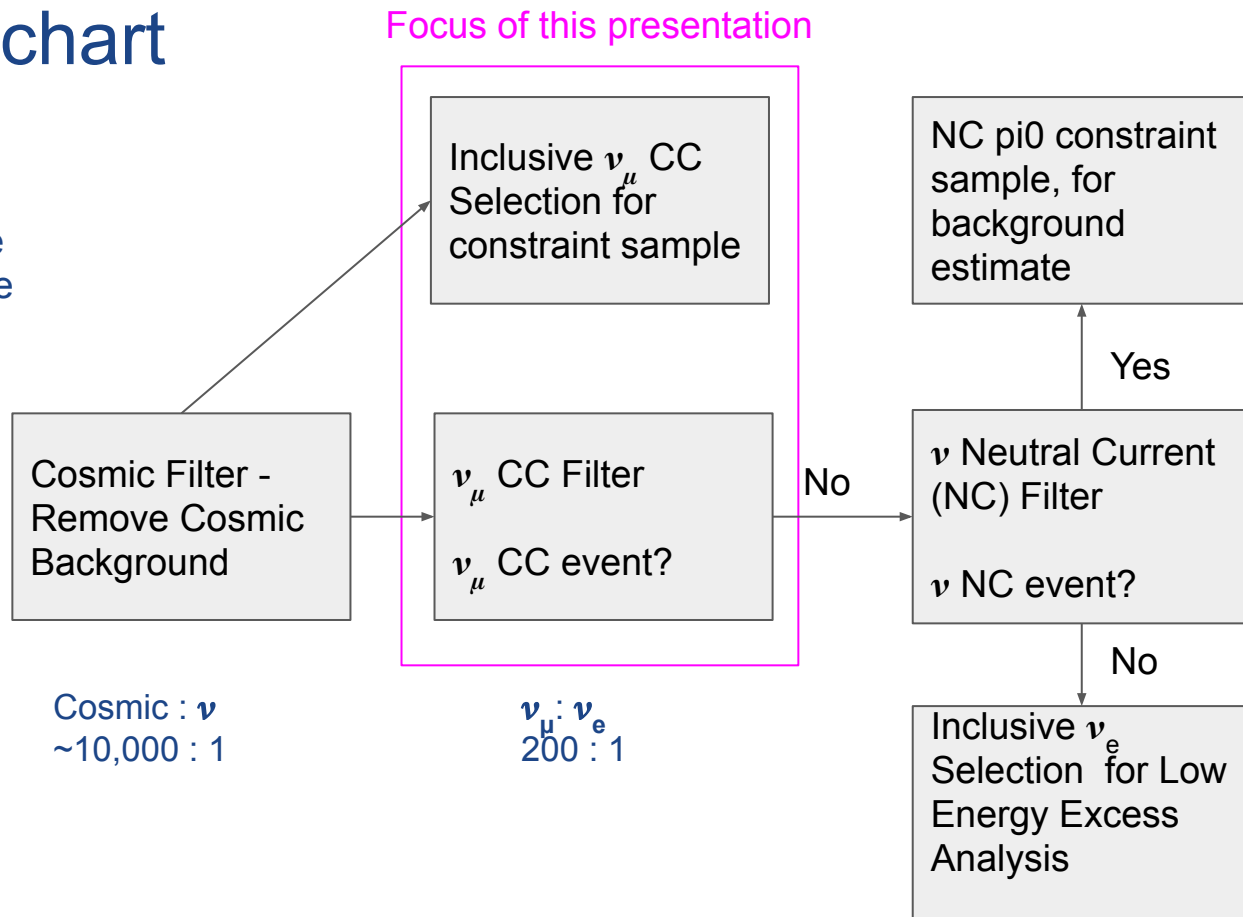 chart
Focus of this presentation
Inclusive νμ CC
Selection for
constraint sample
NC pi0 constraint
sample, for
background
estimate
Yes
Cosmic Filter -
Remove Cosmic
Background
νμ CC Filter
νμ CC event?
No
ν Neutral Current
(NC) Filter
ν NC event?
No
Cosmic : ν
~10,000 : 1
νμ: νe
200 : 1
Inclusive νe
Selection for Low
Energy Excess
Analysis